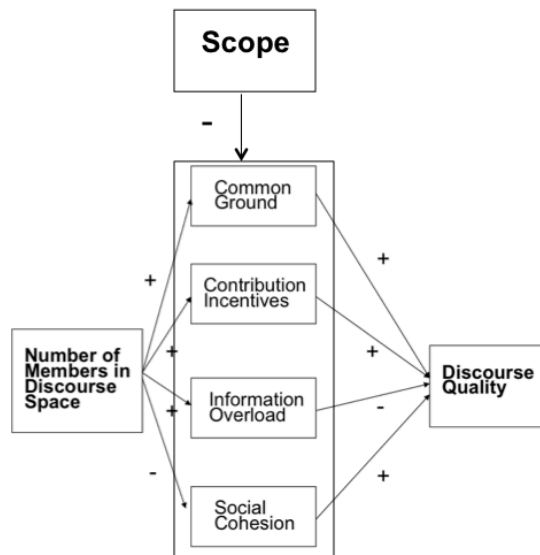 Scope
-
Common
Ground
+
+
Contribution
Incentives
Number of
Members in
Discourse
Space
+
+
Discourse
Quality
Information
Overload
+
-
-
+
Social
Cohesion